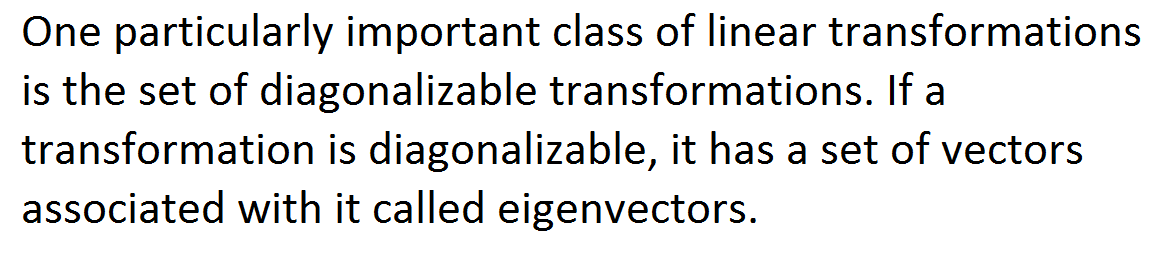 One particularly important class of linear transformations
is the set of diagonalizable transformations. If a
transformation is diagonalizable, it has a set of vectors
associated with it called eigenvectors.